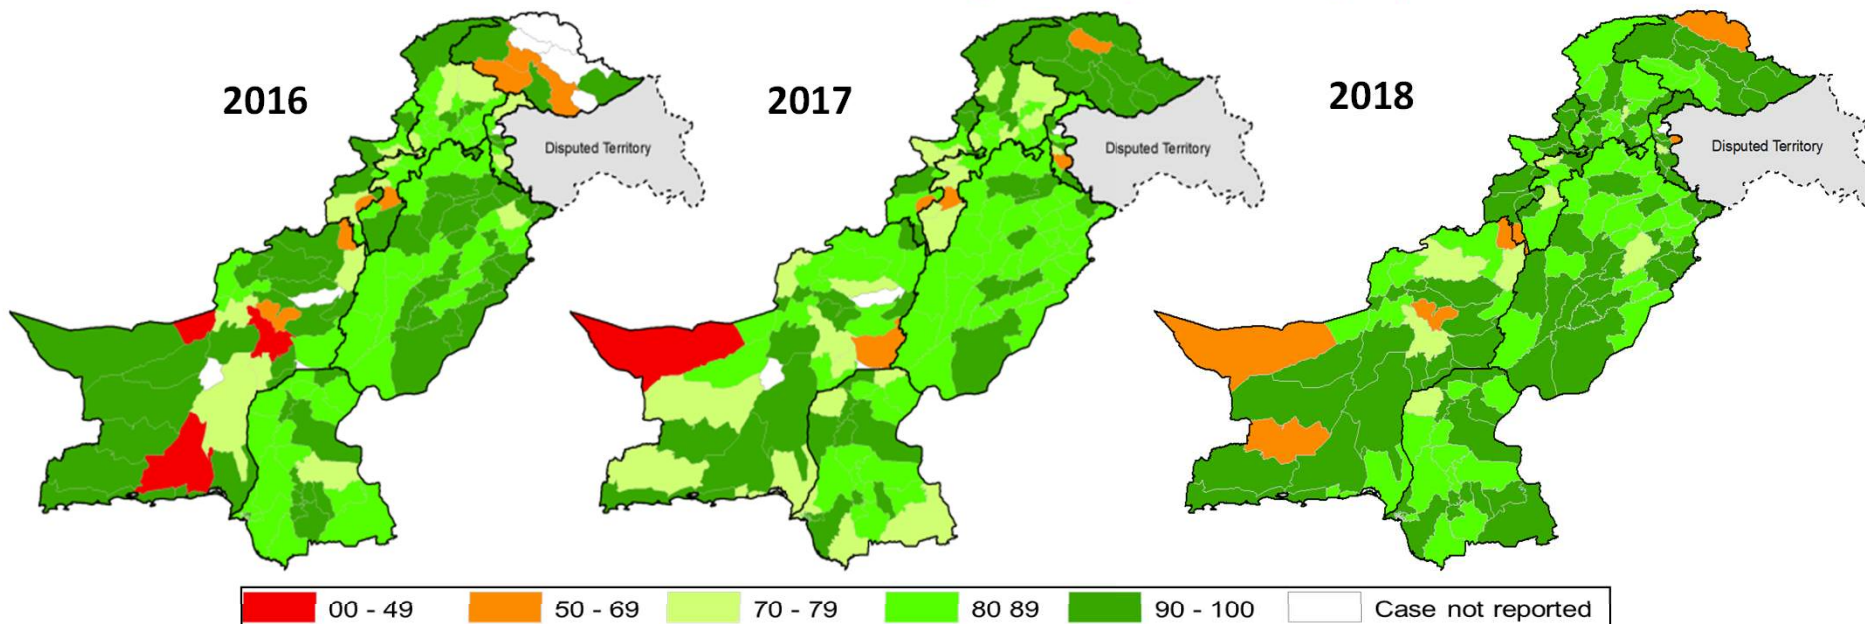 2016
2017
2018
Disputed Territory
Disputed Territory
Disputed Territory
00 - 49
50 - 69
70 - 79
80 89
90 - 100
Case not reported